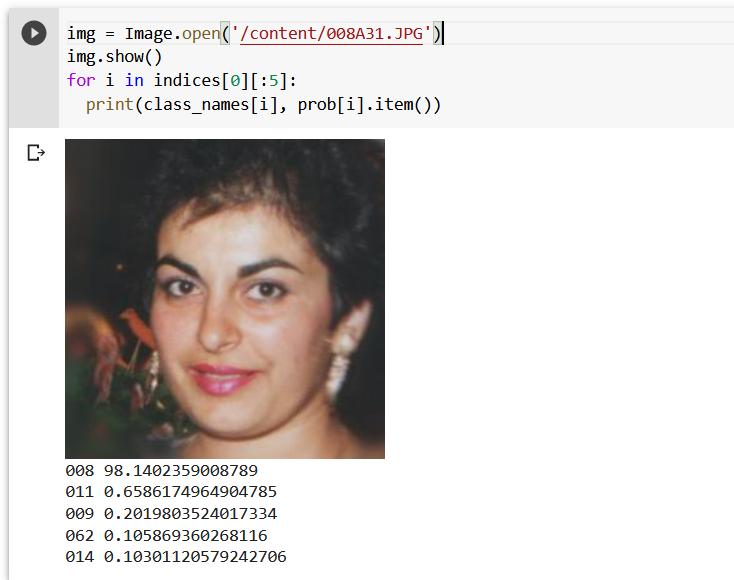 img = Image.open('/content/008A31.JPG')
img.show()
for i in indices[0][:5]:
  print(class_names[i], prob[i].item())
008 98.1402359008789
011 0.6586174964904785
009 0.2019803524017334
062 0.105869360268116
014 0.10301120579242706